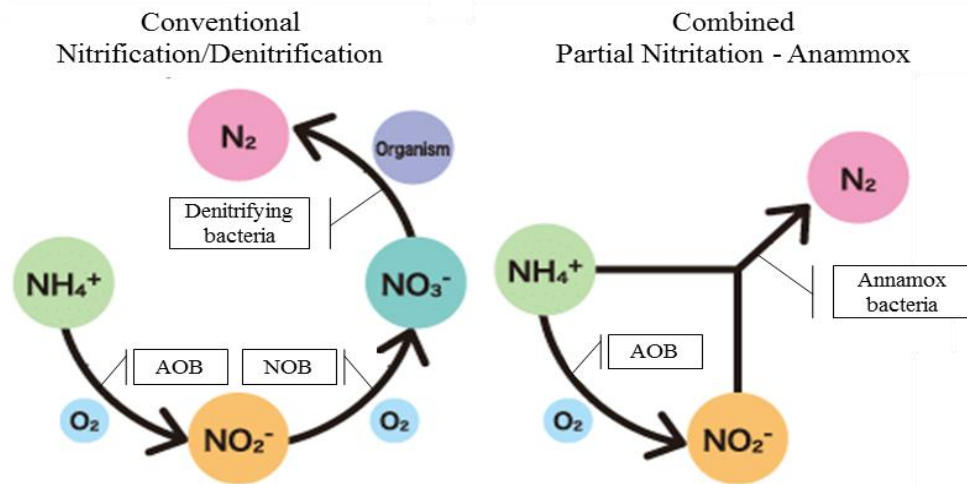 Conventional
Nitrification/Denitrification
N₂
Organism
Denitrifying
bacteria
NH₄⁺
NO₃⁻
AOB
NOB
O₂
O₂
NO₂⁻
Combined
Partial Nitritation - Anammox
N₂
NH₄⁺
Annamox
bacteria
AOB
O₂
NO₂⁻